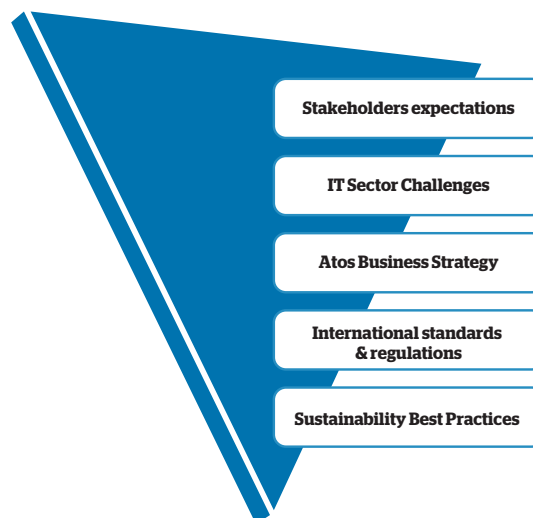 Stakeholders expectations
IT Sector Challenges
Atos Business Strategy
International standards
& regulations
Sustainability Best Practices